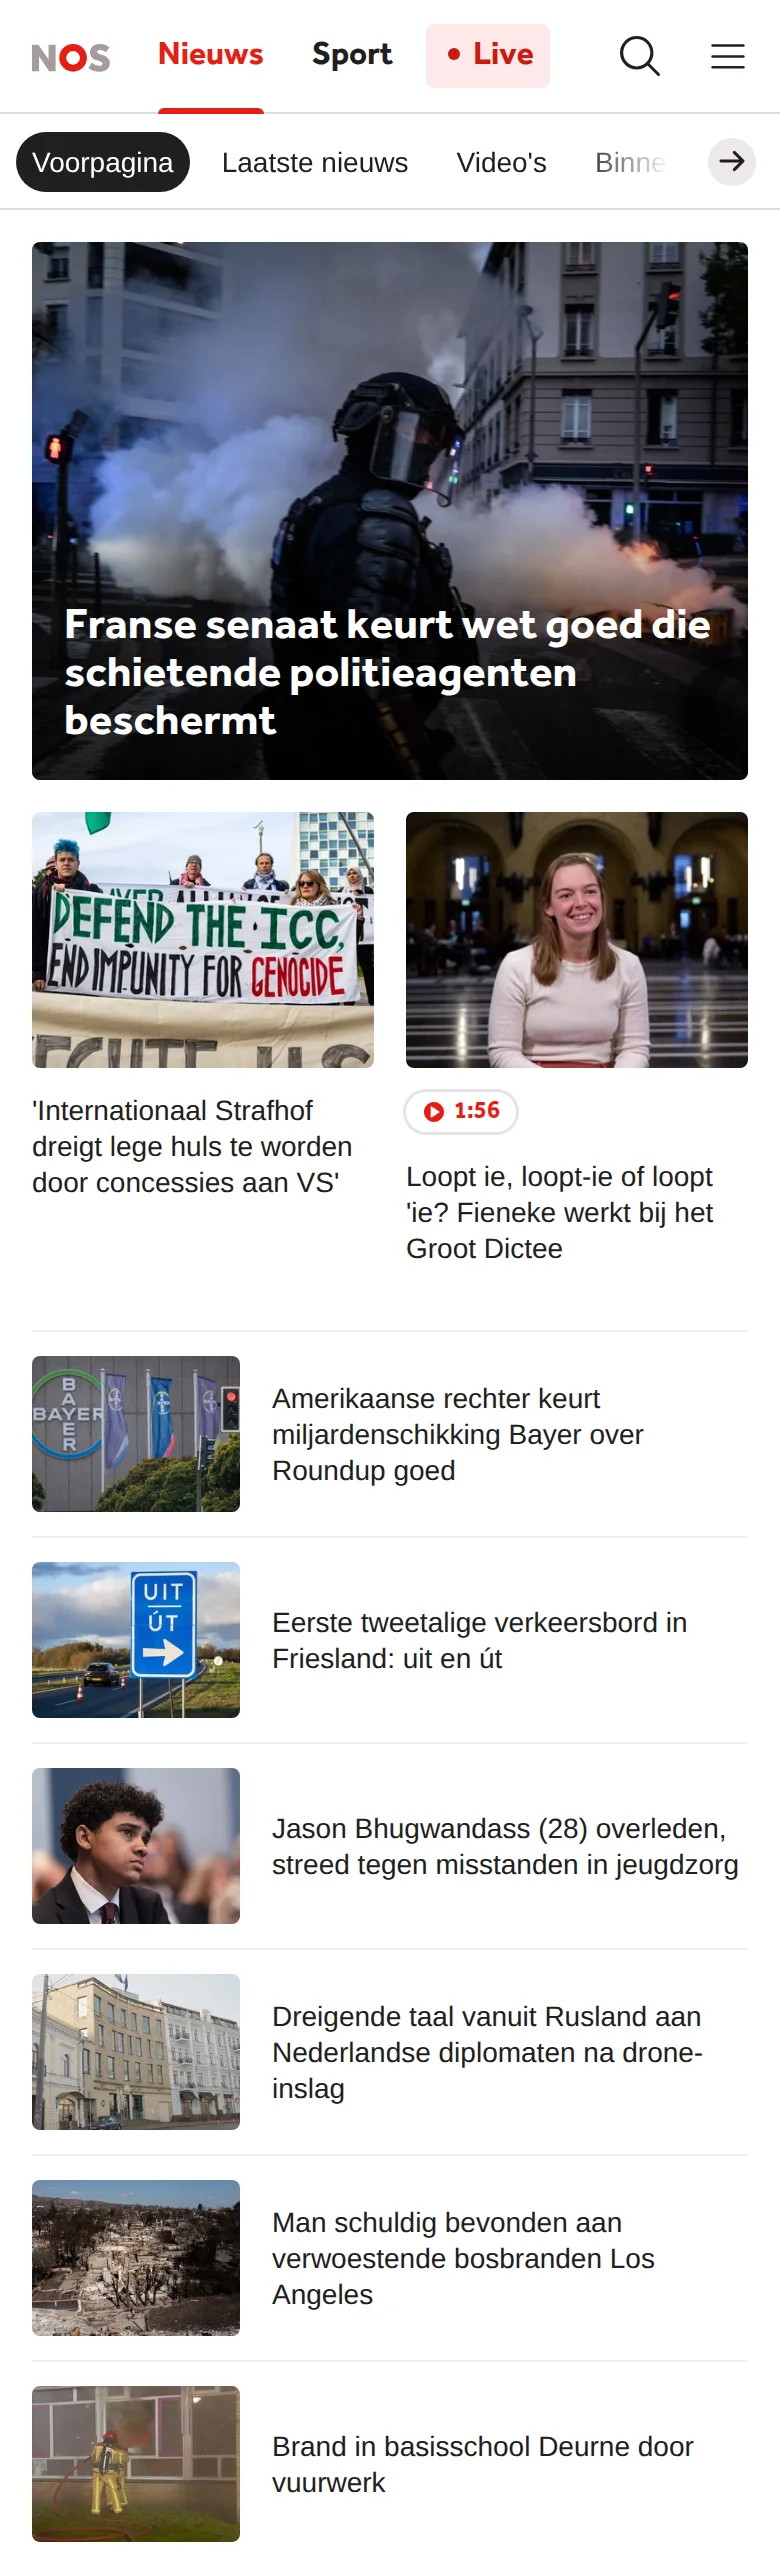 NOS
Nieuws
Sport
Live
Voorpagina
Laatste nieuws
Video's
Binne
Franse senaat keurt wet goed die
schietende politieagenten
beschermt
DEFEND THE ICC,
END IMPUNITY FOR GENOCIDE
'Internationaal Strafhof
dreigt lege huls te worden
door concessies aan VS'
1:56
Loopt ie, loopt-ie of loopt
'ie? Fieneke werkt bij het
Groot Dictee
BAYER
BAYER
Amerikaanse rechter keurt
miljardenschikking Bayer over
Roundup goed
UIT
ÚT
Eerste tweetalige verkeersbord in
Friesland: uit en út
Jason Bhugwandass (28) overleden,
streed tegen misstanden in jeugdzorg
Dreigende taal vanuit Rusland aan
Nederlandse diplomaten na drone-
inslag
Man schuldig bevonden aan
verwoestende bosbranden Los
Angeles
Brand in basisschool Deurne door
vuurwerk